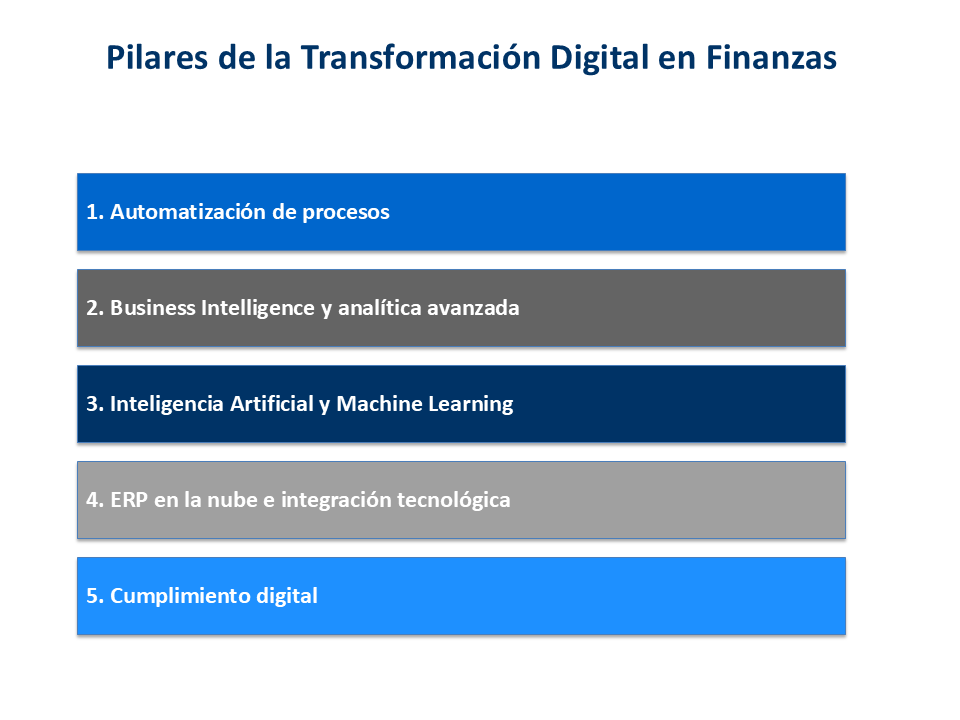 Pilares de la Transformación Digital en Finanzas
1. Automatización de procesos
2. Business Intelligence y analítica avanzada
3. Inteligencia Artificial y Machine Learning
4. ERP en la nube e integración tecnológica
5. Cumplimiento digital